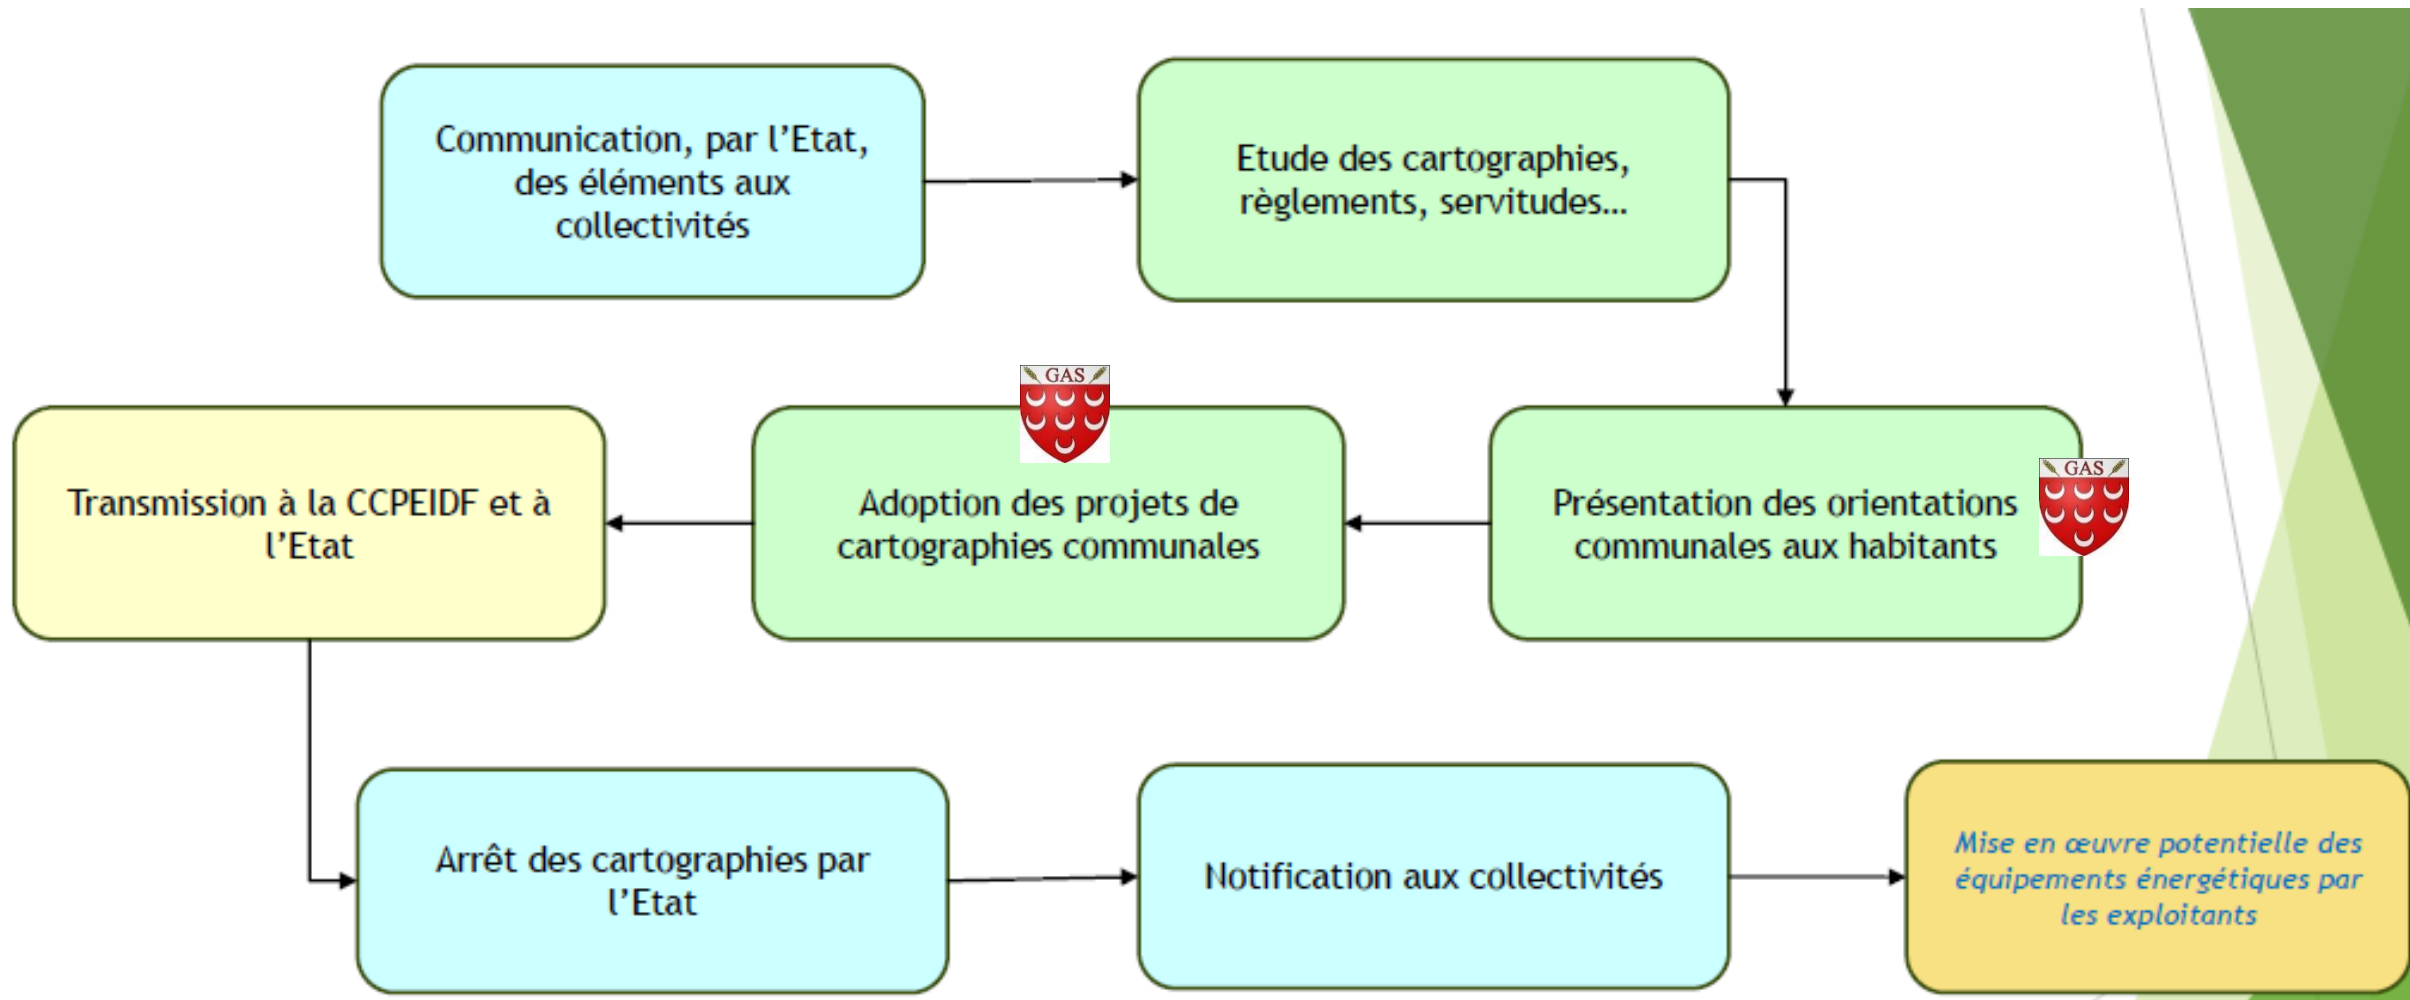 Communication, par l’Etat,
des éléments aux
collectivités
Etude des cartographies,
règlements, servitudes…
GAS
Transmission à la CCPEIDF et à
l’Etat
Adoption des projets de
cartographies communales
Présentation des orientations
communales aux habitants
GAS
Arrêt des cartographies par
l’Etat
Notification aux collectivités
Mise en œuvre potentielle des
équipements énergétiques par
les exploitants